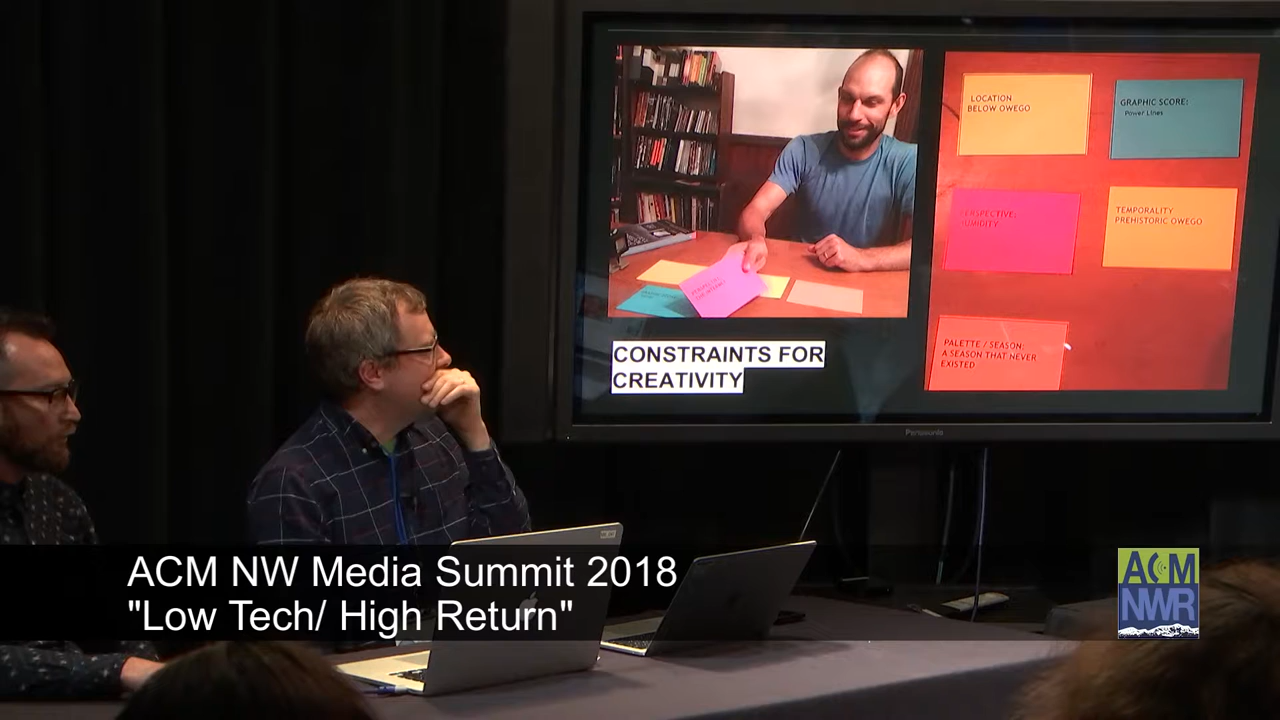 LOCATION
BELOW OWEGO
GRAPHIC SCORE:
Power Lines
PERSPECTIVE:
HUMIDITY
TEMPORALITY
PREHISTORIC OWEGO
PALETTE / SEASON:
A SEASON THAT NEVER
EXISTED
CONSTRAINTS FOR
CREATIVITY
Panasonic
ACM NW Media Summit 2018
"Low Tech/ High Return"
ACM
NWR